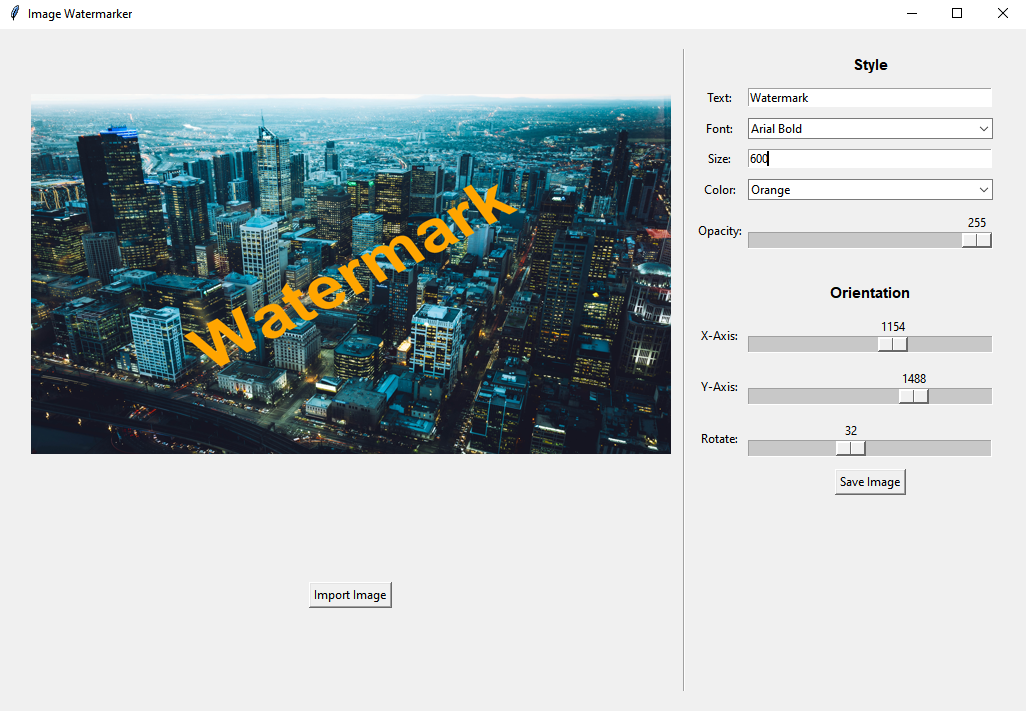 Image Watermarker
Watermark
Import Image
Style
Text: Watermark
Font: Arial Bold
Size: 600
Color: Orange
Opacity: 255
Orientation
X-Axis: 1154
Y-Axis: 1488
Rotate: 32
Save Image